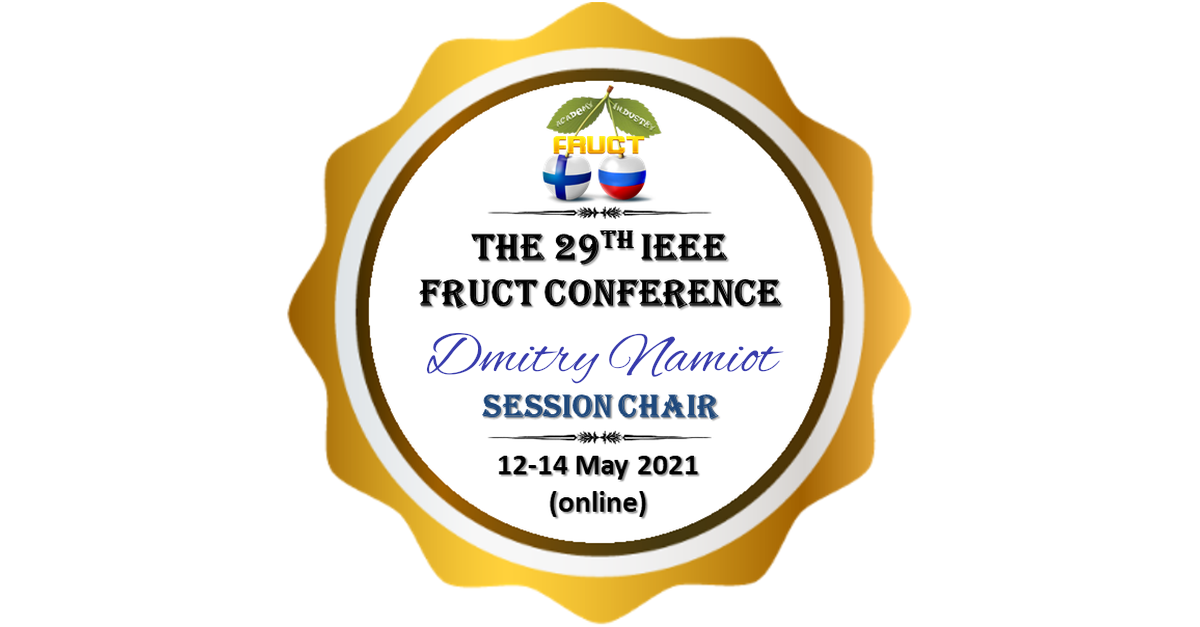 ACADEMY INDUSTRY
FRUCT
THE 29TH IEEE
FRUCT CONFERENCE
Dmitry Namiot
SESSION CHAIR
12-14 May 2021
(online)